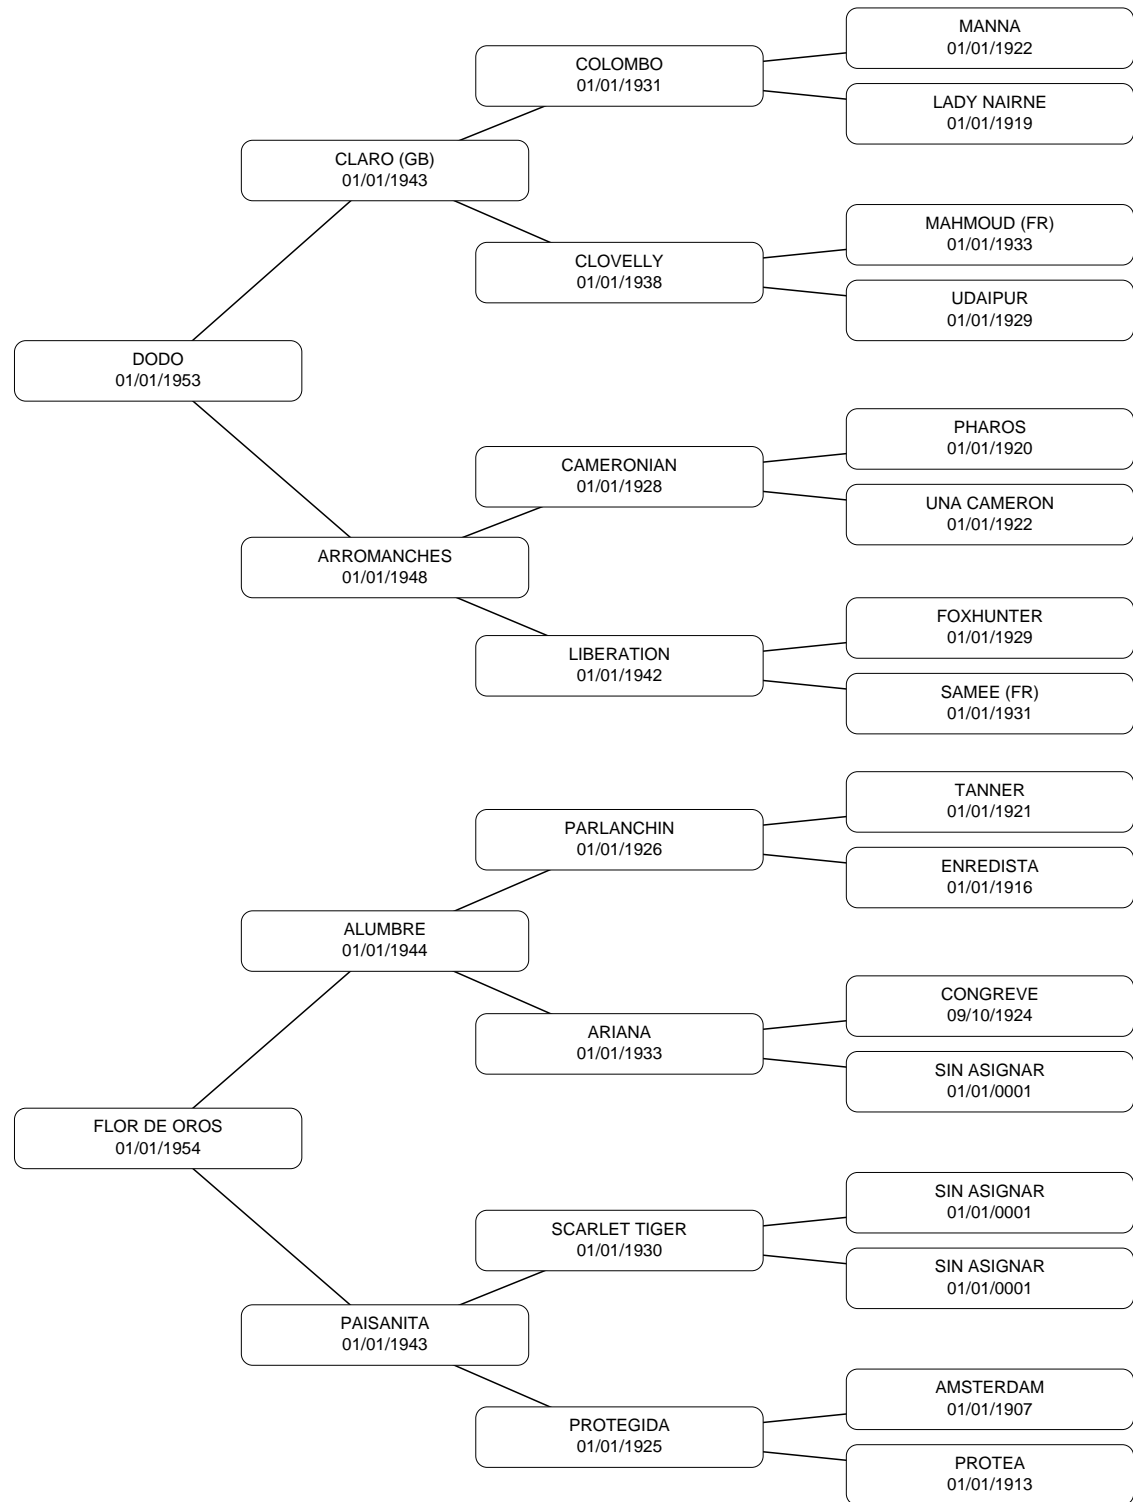 MANNA
01/01/1922
COLOMBO
01/01/1931
LADY NAIRNE
01/01/1919
CLARO (GB)
01/01/1943
MAHMOUD (FR)
01/01/1933
CLOVELLY
01/01/1938
UDAIPUR
01/01/1929
DODO
01/01/1953
PHAROS
01/01/1920
CAMERONIAN
01/01/1928
UNA CAMERON
01/01/1922
ARROMANCHES
01/01/1948
FOXHUNTER
01/01/1929
LIBERATION
01/01/1942
SAMEE (FR)
01/01/1931
TANNER
01/01/1921
PARLANCHIN
01/01/1926
ENREDISTA
01/01/1916
ALUMBRE
01/01/1944
CONGREVE
09/10/1924
ARIANA
01/01/1933
SIN ASIGNAR
01/01/0001
FLOR DE OROS
01/01/1954
SIN ASIGNAR
01/01/0001
SCARLET TIGER
01/01/1930
SIN ASIGNAR
01/01/0001
PAISANITA
01/01/1943
AMSTERDAM
01/01/1907
PROTEGIDA
01/01/1925
PROTEA
01/01/1913